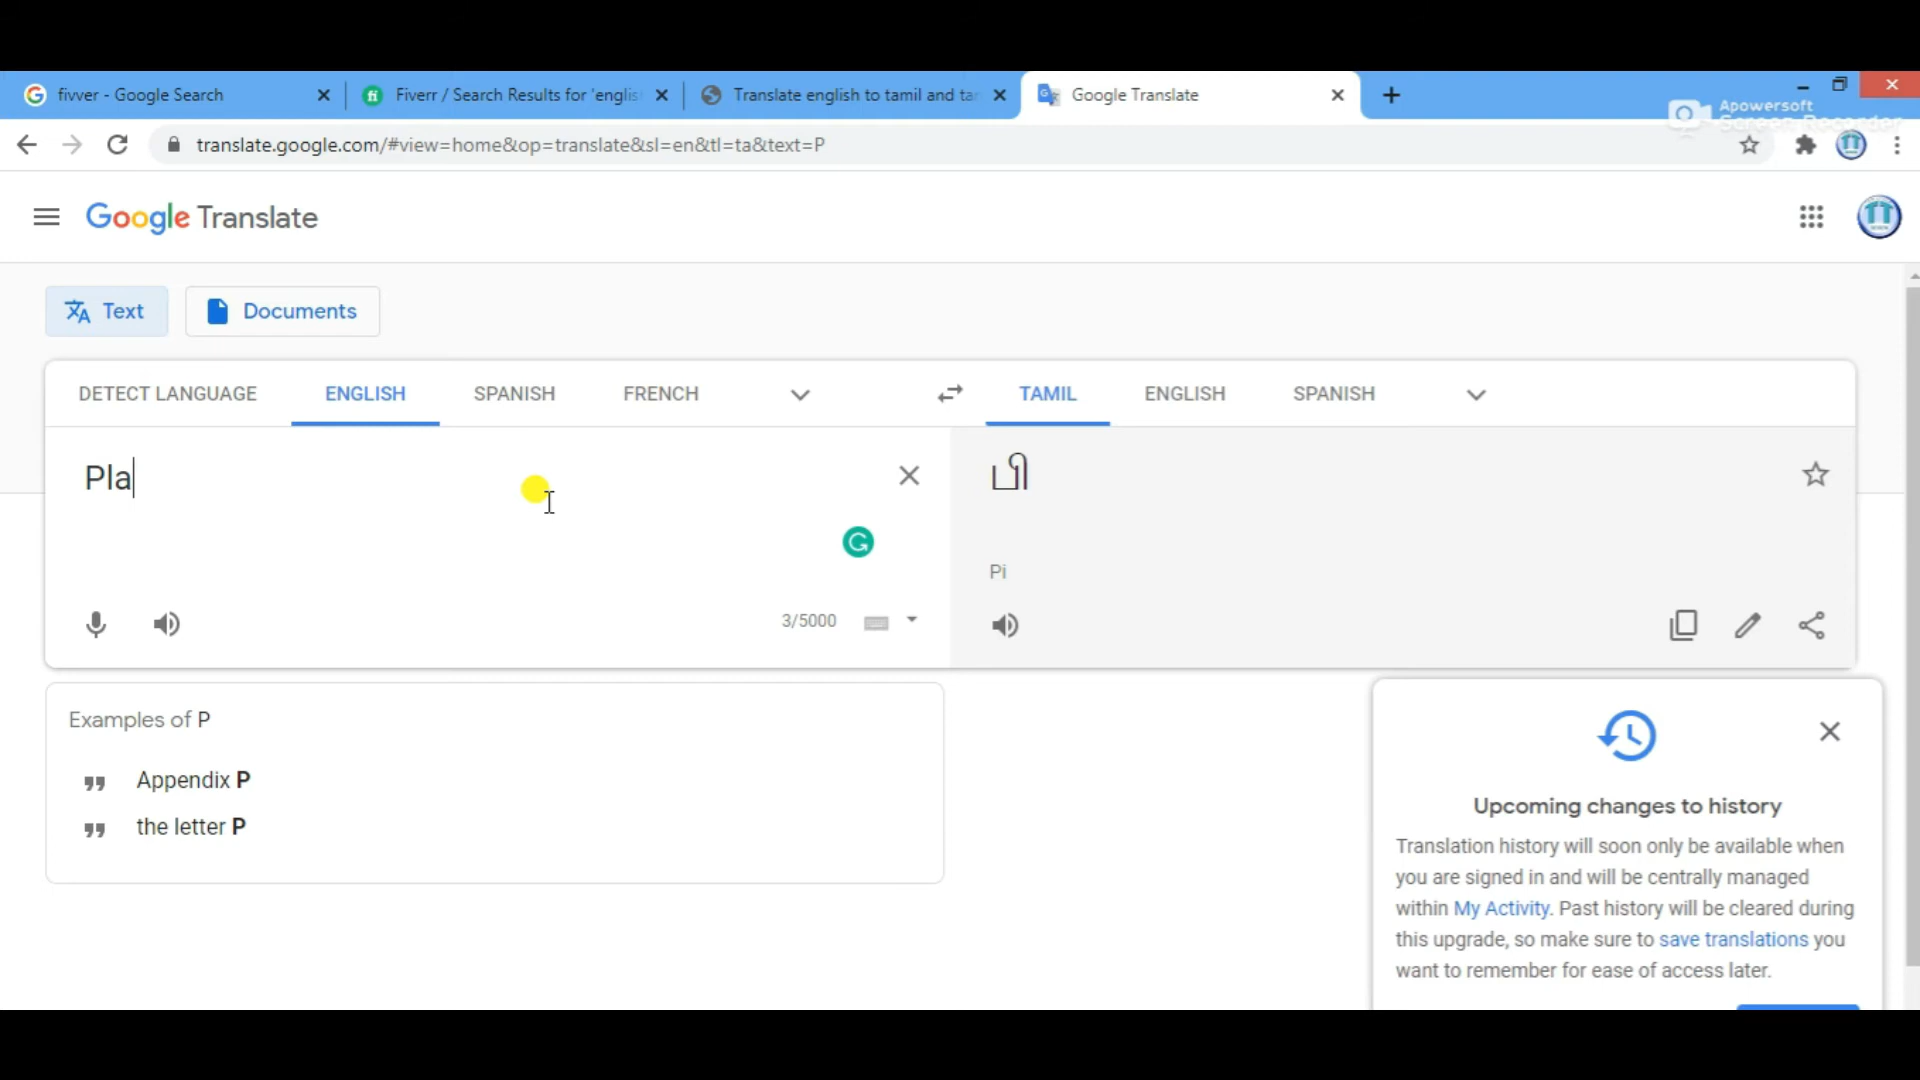 fivver - Google Search
Fiverr / Search Results for 'englis
Translate english to tamil and tam
Google Translate
Apowersoft
Screen Recorder
translate.google.com/#view=home&op=translate&sl=en&tl=ta&text=P
Google Translate
Text
Documents
DETECT LANGUAGE
ENGLISH
SPANISH
FRENCH
TAMIL
ENGLISH
SPANISH
Pla
பி
Pi
3/5000
Examples of P
Appendix P
the letter P
Upcoming changes to history
Translation history will soon only be available when
you are signed in and will be centrally managed
within My Activity. Past history will be cleared during
this upgrade, so make sure to save translations you
want to remember for ease of access later.